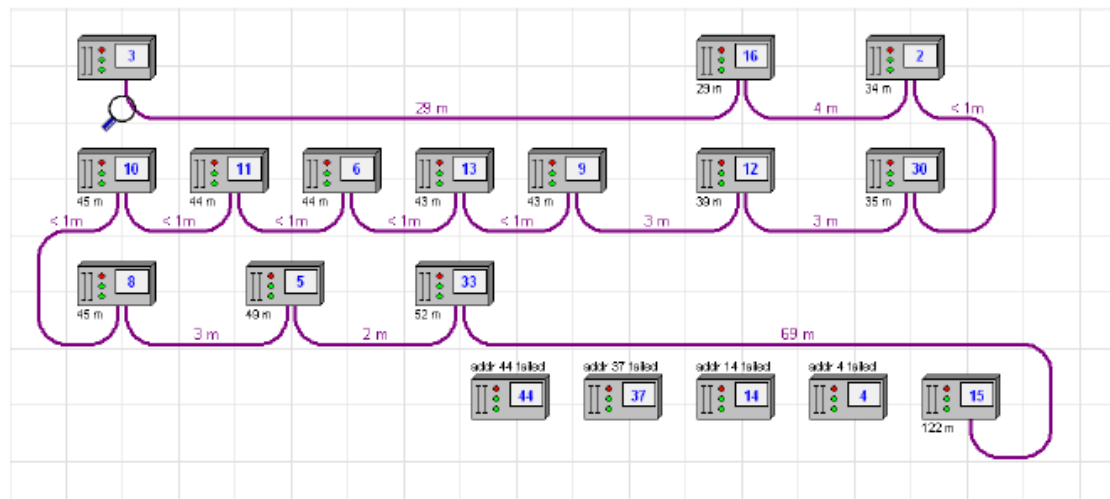 3
16
2
29 m
34 m
29 m
4 m
< 1m
10
11
6
13
9
12
30
45 m
44 m
44 m
43 m
43 m
39 m
35 m
< 1m
< 1m
< 1m
< 1m
< 1m
3 m
3 m
8
5
33
45 m
49 m
52 m
3 m
2 m
69 m
addr 44 failed
addr 37 failed
addr 14 failed
addr 4 failed
44
37
14
4
15
122 m